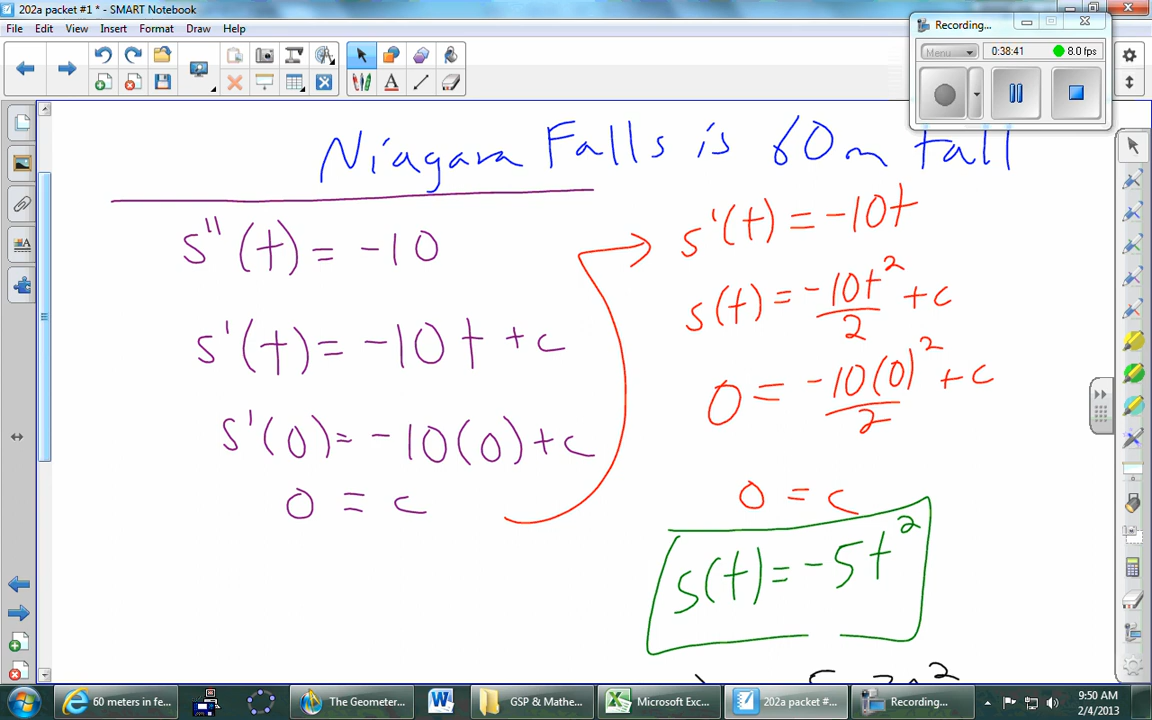 202a packet #1 * - SMART Notebook
File Edit View Insert Format Draw Help
Recording...
Menu
0:38:41
8.0 fps
Niagara Falls is 60m tall
s''(t) = -10
s'(t) = -10t + c
s'(0) = -10(0) + c
0 = c
s'(t) = -10t
s(t) = -10t²/2 + c
0 = -10(0)²/2 + c
0 = c
s(t) = -5t²
60 meters in fe...
The Geometer...
GSP & Mathe...
Microsoft Exc...
202a packet #...
Recording...
9:50 AM
2/4/2013